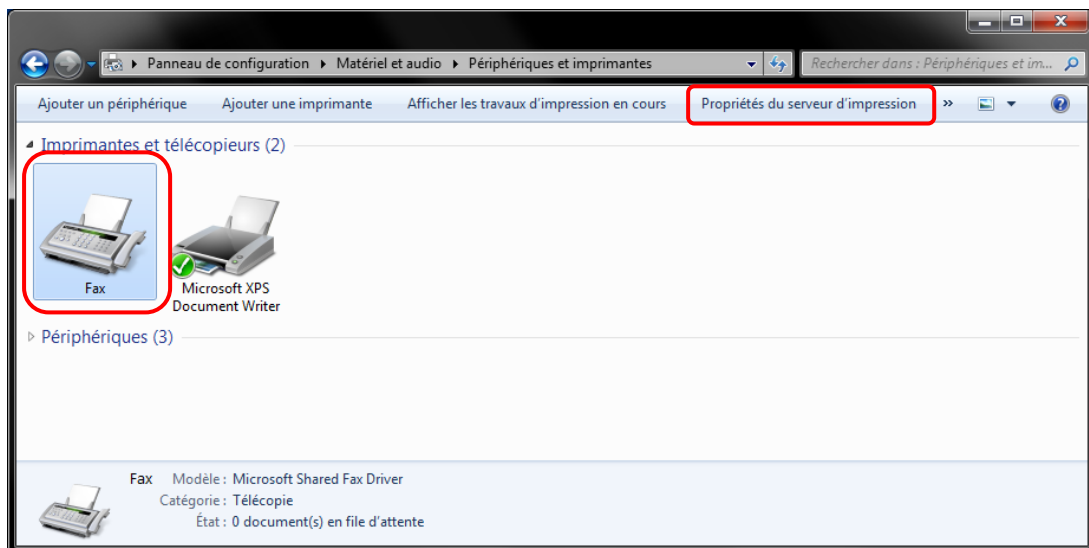 Panneau de configuration Matériel et audio Périphériques et imprimantes Rechercher dans : Périphériques et im...
Ajouter un périphérique Ajouter une imprimante Afficher les travaux d'impression en cours Propriétés du serveur d'impression »
Imprimantes et télécopieurs (2)
Fax
Microsoft XPS
Document Writer
Périphériques (3)
Fax Modèle : Microsoft Shared Fax Driver
Catégorie : Télécopie
État : 0 document(s) en file d'attente